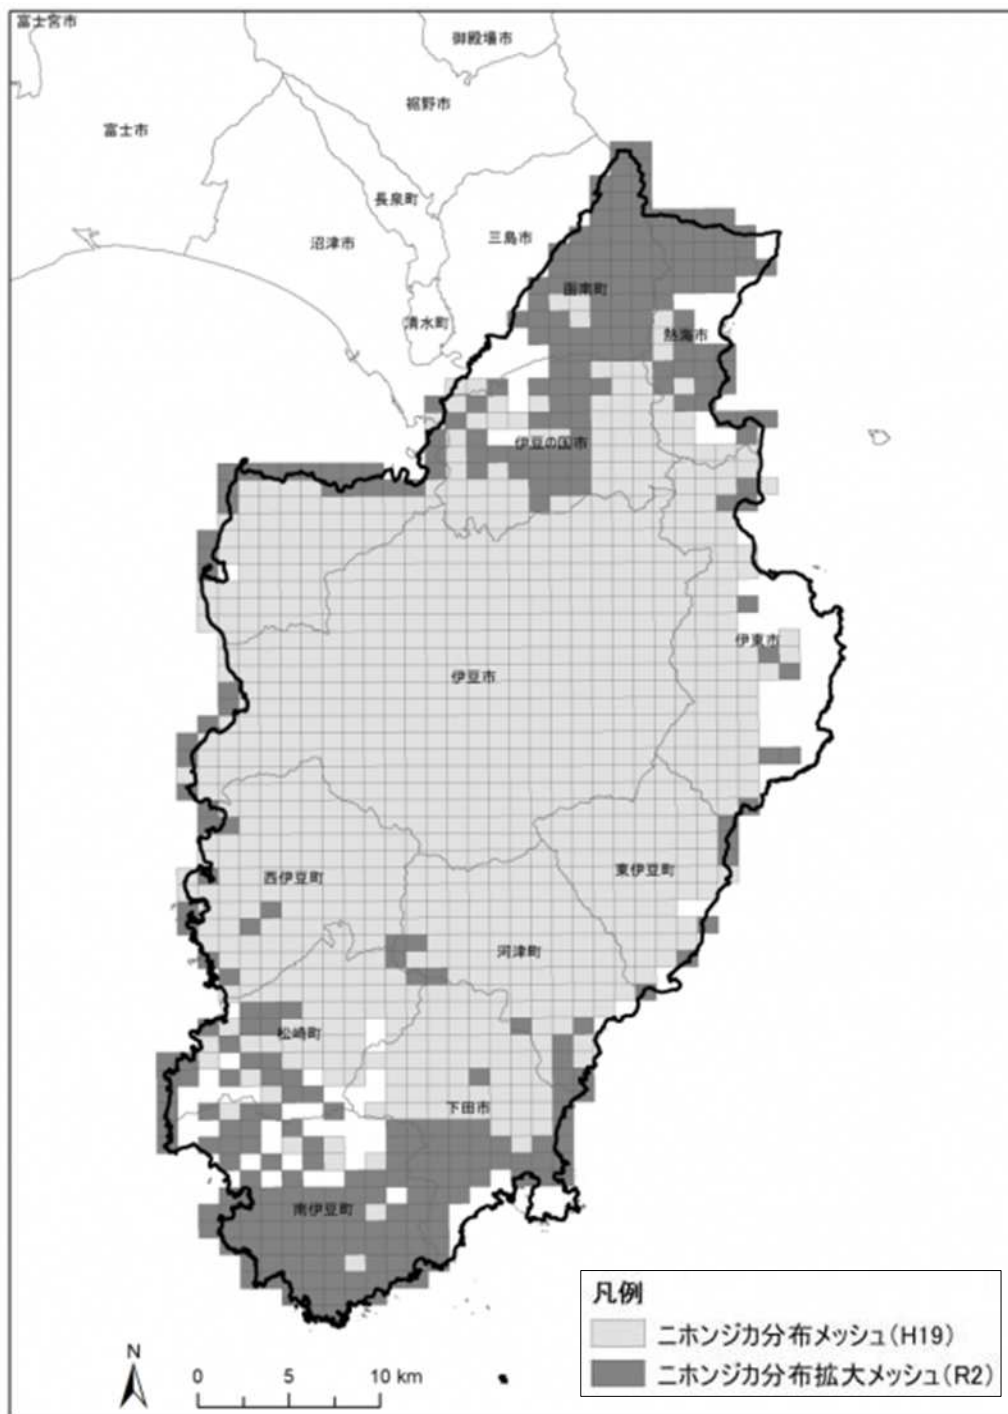 富士宮市
御殿場市
裾野市
富士市
長泉町
沼津市
三島市
函南町
清水町
熱海市
伊豆の国市
伊東市
伊豆市
西伊豆町
東伊豆町
河津町
松崎町
下田市
南伊豆町
凡例
ニホンジカ分布メッシュ(H19)
ニホンジカ分布拡大メッシュ(R2)
N
0 5 10 km